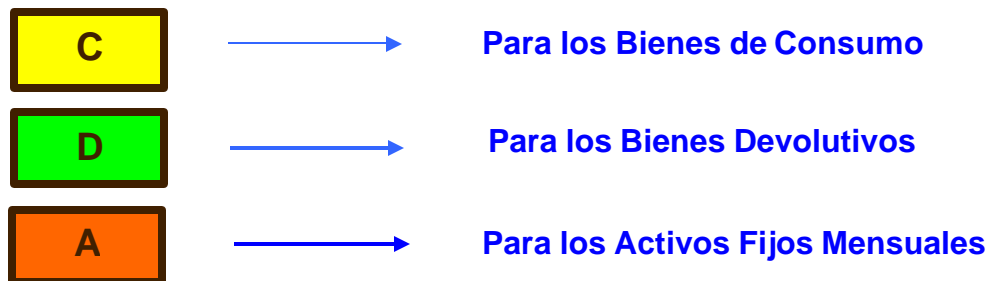 C Para los Bienes de Consumo
D Para los Bienes Devolutivos
A Para los Activos Fijos Mensuales